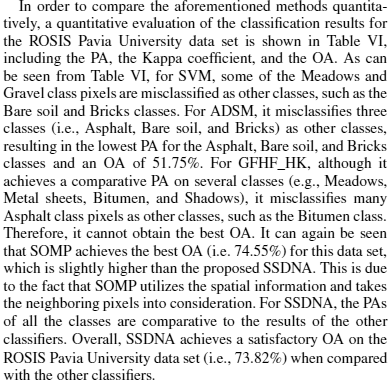 In order to compare the aforementioned methods quantita-
tively, a quantitative evaluation of the classification results for
the ROSIS Pavia University data set is shown in Table VI,
including the PA, the Kappa coefficient, and the OA. As can
be seen from Table VI, for SVM, some of the Meadows and
Gravel class pixels are misclassified as other classes, such as the
Bare soil and Bricks classes. For ADSM, it misclassifies three
classes (i.e., Asphalt, Bare soil, and Bricks) as other classes,
resulting in the lowest PA for the Asphalt, Bare soil, and Bricks
classes and an OA of 51.75%. For GFHF_HK, although it
achieves a comparative PA on several classes (e.g., Meadows,
Metal sheets, Bitumen, and Shadows), it misclassifies many
Asphalt class pixels as other classes, such as the Bitumen class.
Therefore, it cannot obtain the best OA. It can again be seen
that SOMP achieves the best OA (i.e. 74.55%) for this data set,
which is slightly higher than the proposed SSDNA. This is due
to the fact that SOMP utilizes the spatial information and takes
the neighboring pixels into consideration. For SSDNA, the PAs
of all the classes are comparative to the results of the other
classifiers. Overall, SSDNA achieves a satisfactory OA on the
ROSIS Pavia University data set (i.e., 73.82%) when compared
with the other classifiers.